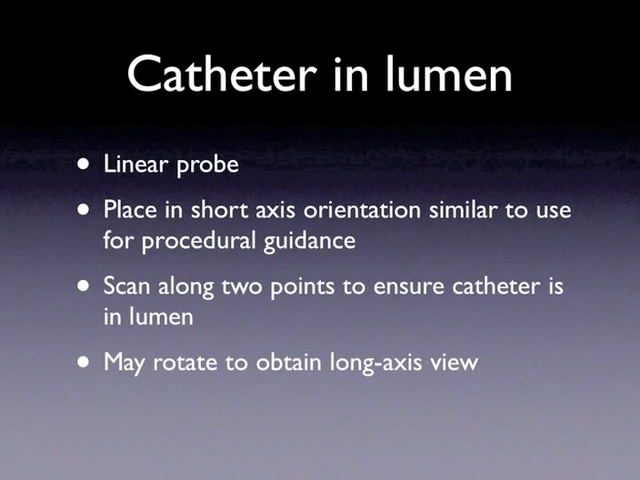 Catheter in lumen
• Linear probe
• Place in short axis orientation similar to use
for procedural guidance
• Scan along two points to ensure catheter is
in lumen
• May rotate to obtain long-axis view